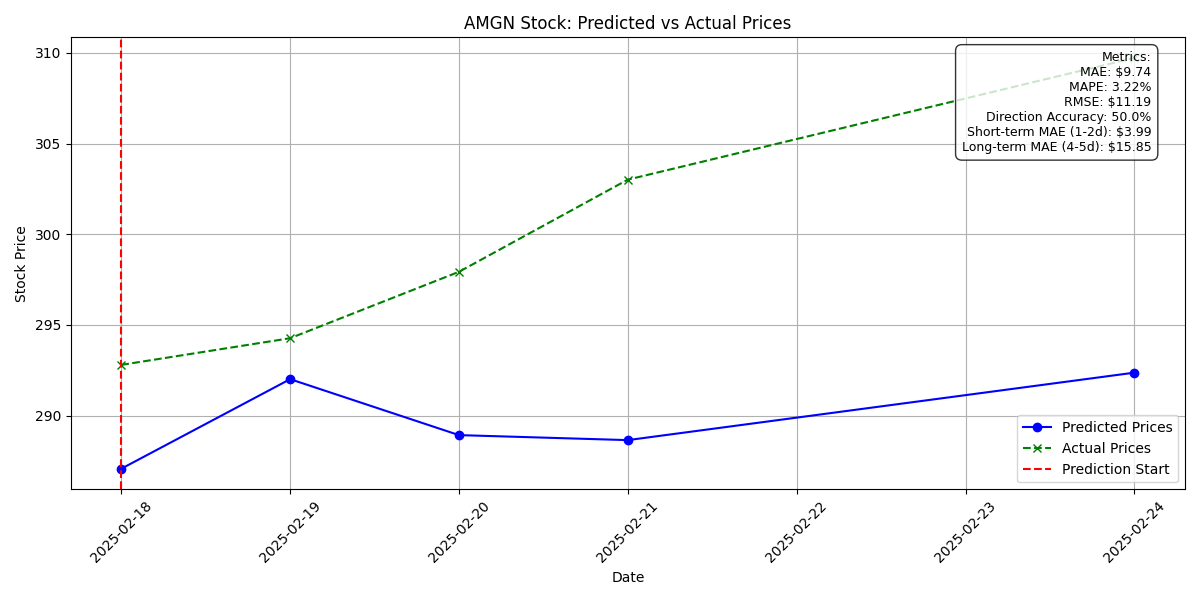 AMGN Stock: Predicted vs Actual Prices
310
305
300
295
290
Stock Price
Metrics:
MAE: $9.74
MAPE: 3.22%
RMSE: $11.19
Direction Accuracy: 50.0%
Short-term MAE (1-2d): $3.99
Long-term MAE (4-5d): $15.85
Predicted Prices
Actual Prices
Prediction Start
2025-02-18
2025-02-19
2025-02-20
2025-02-21
2025-02-22
2025-02-23
2025-02-24
Date